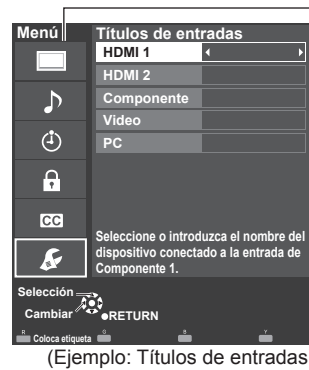 Menú
Títulos de entradas
HDMI 1
HDMI 2
Componente
Video
PC
CC
Seleccione o introduzca el nombre del
dispositivo conectado a la entrada de
Componente 1.
Selección
Cambiar
RETURN
R G B Y
Coloca etiqueta
(Ejemplo: Títulos de entradas